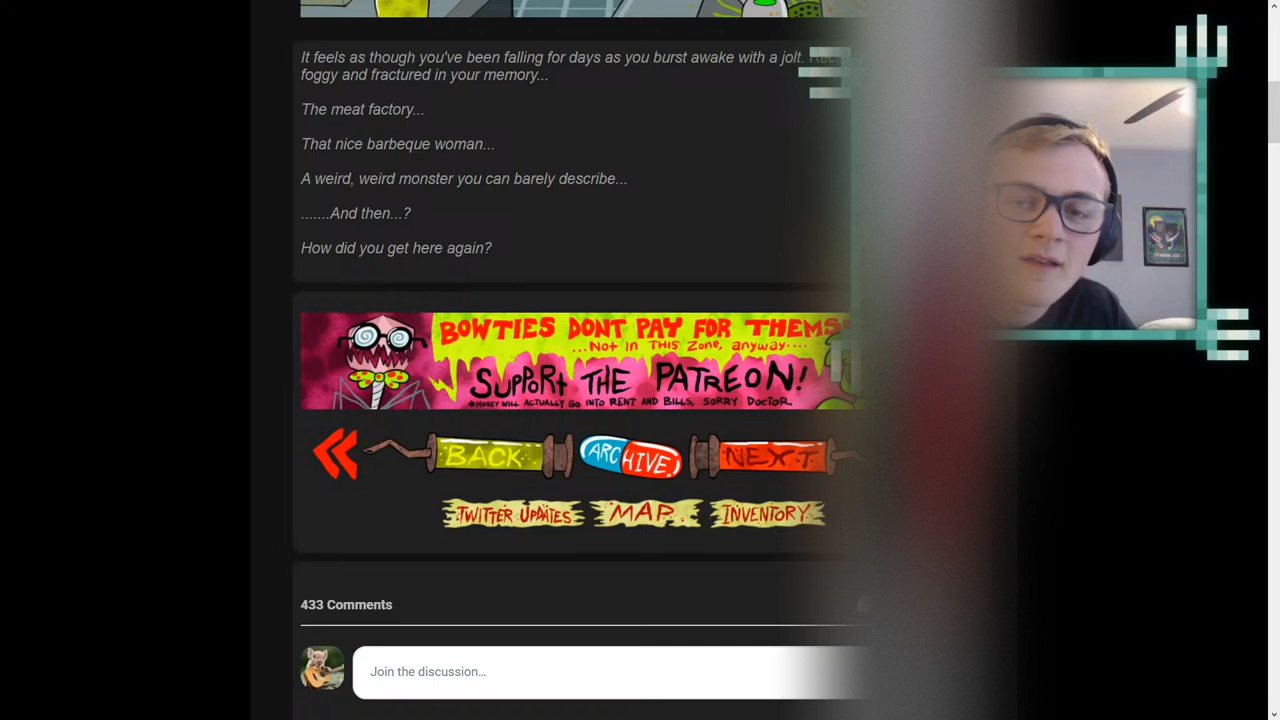 It feels as though you've been falling for days as you burst awake with a jolt.
foggy and fractured in your memory...
The meat factory...
That nice barbeque woman...
A weird, weird monster you can barely describe...
.......And then...?
How did you get here again?
BOWTIES DONT PAY FOR THEMS
...NOT IN THIS ZONE, ANYWAY....
SUPPORT THE PATREON!
*MONEY WILL ACTUALLY GO INTO RENT AND BILLS, SORRY DOCTOR.
BACK ARCHIVE! NEXT
TWITTER UPDATES MAP INVENTORY
433 Comments
Join the discussion...